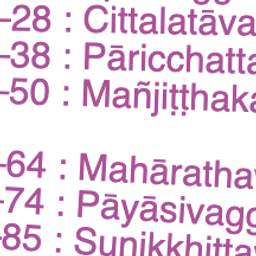 –28 : Cittalatāva
–38 : Pāricchatta
–50 : Mañjiṭṭhaka
–64 : Mahārathav
–74 : Pāyāsivagg
–85 : Sunikkhitta